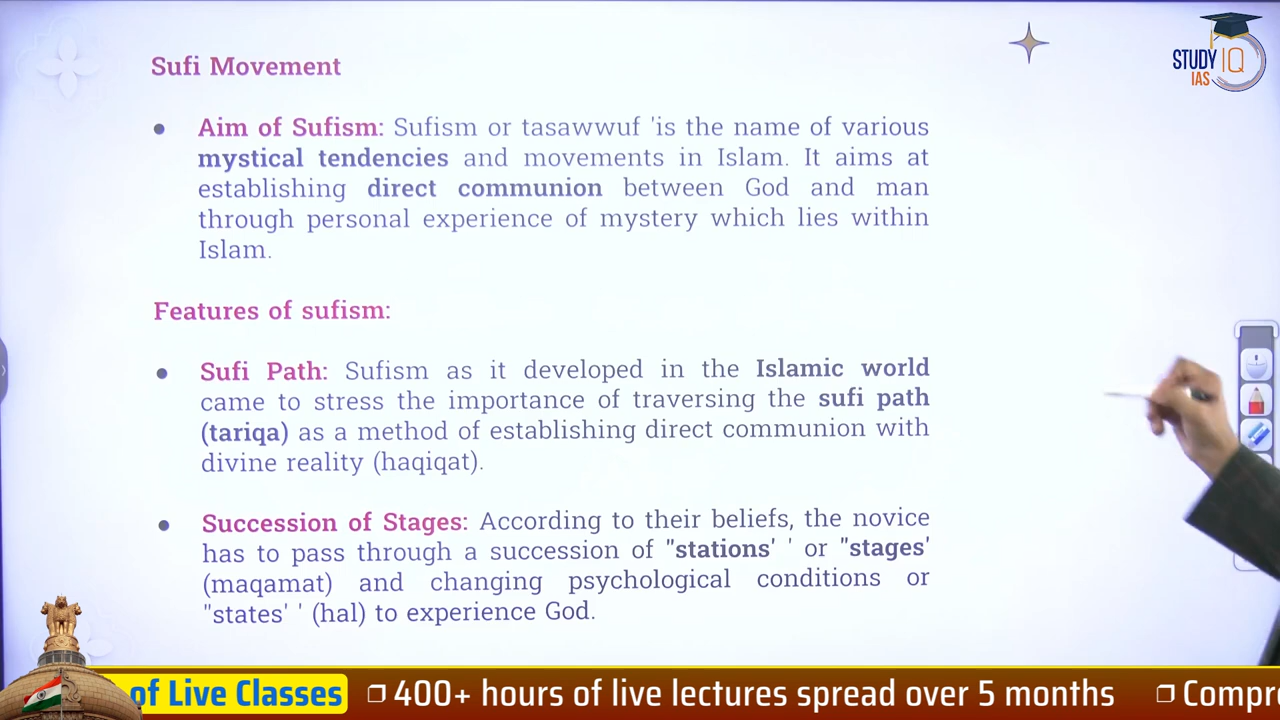 Sufi Movement
STUDY IQ
IAS
• Aim of Sufism: Sufism or tasawwuf 'is the name of various
mystical tendencies and movements in Islam. It aims at
establishing direct communion between God and man
through personal experience of mystery which lies within
Islam.
Features of sufism:
• Sufi Path: Sufism as it developed in the Islamic world
came to stress the importance of traversing the sufi path
(tariqa) as a method of establishing direct communion with
divine reality (haqiqat).
• Succession of Stages: According to their beliefs, the novice
has to pass through a succession of "stations' ' or "stages'
(maqamat) and changing psychological conditions or
"states' ' (hal) to experience God.
of Live Classes ❒ 400+ hours of live lectures spread over 5 months ❒ Compr